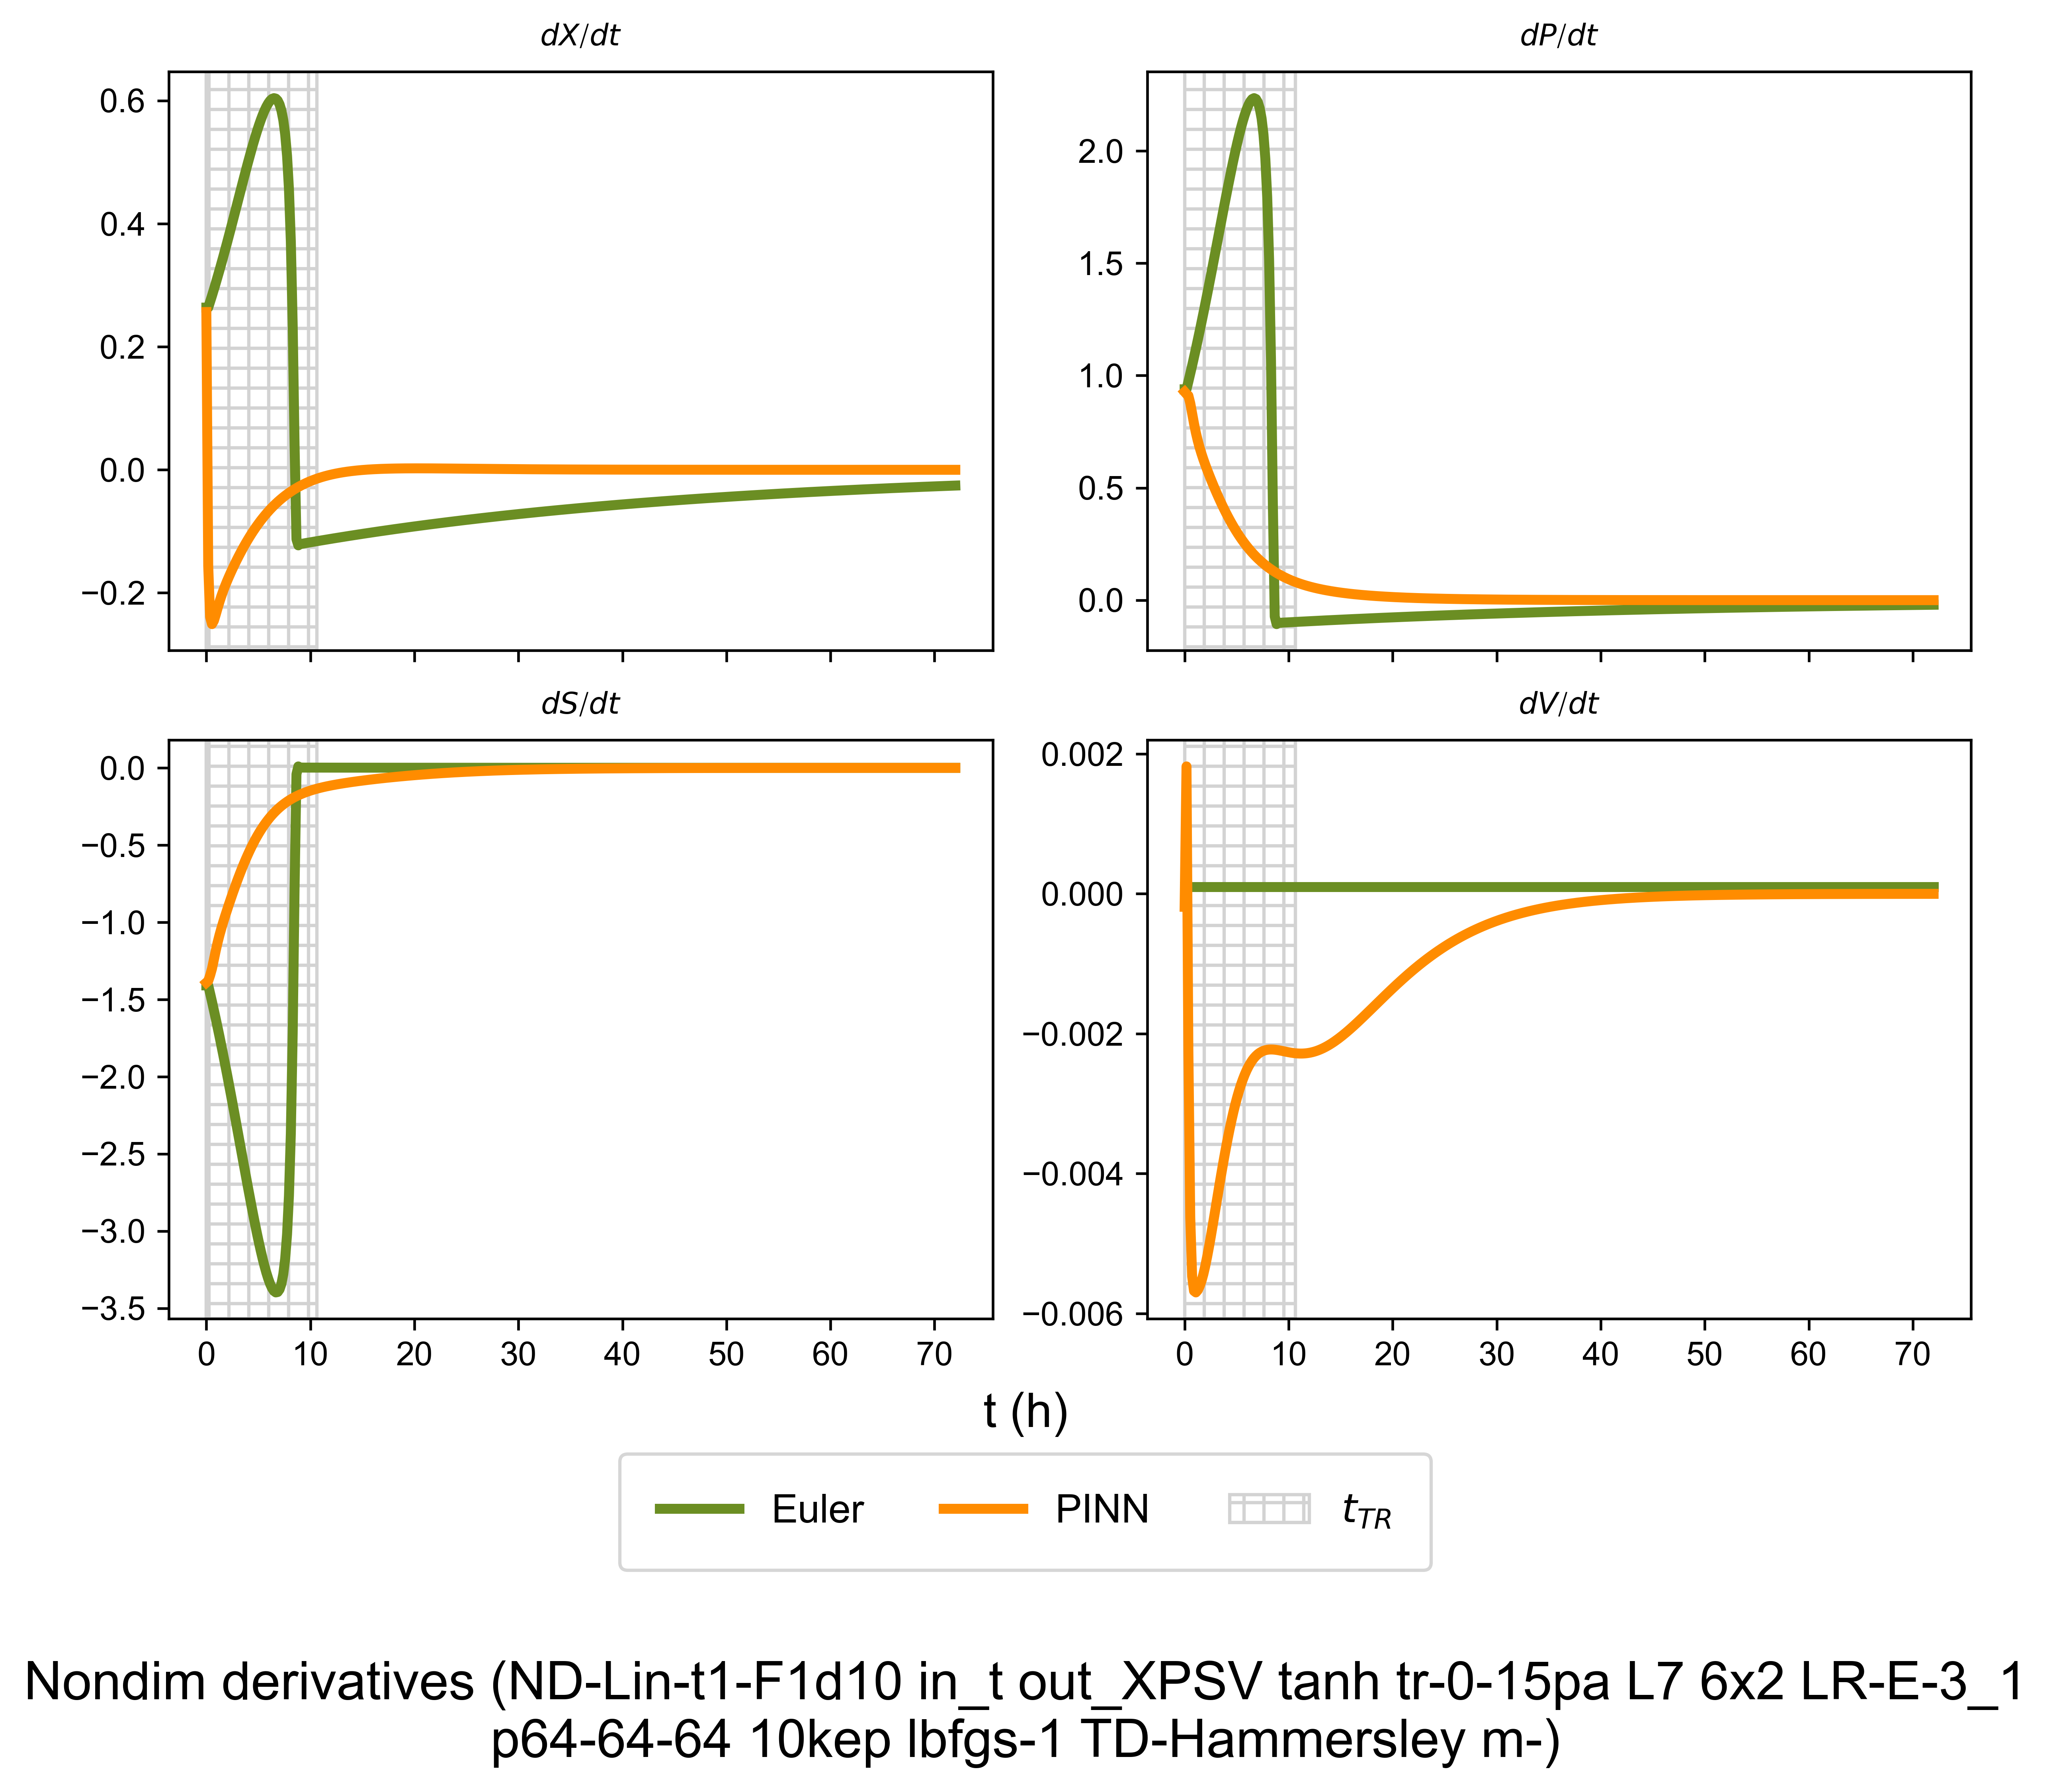 dX/dt
dP/dt
0.6
0.4
0.2
0.0
−0.2
2.0
1.5
1.0
0.5
0.0
dS/dt
dV/dt
0.0
−0.5
−1.0
−1.5
−2.0
−2.5
−3.0
−3.5
0 10 20 30 40 50 60 70
0.002
0.000
−0.002
−0.004
−0.006
0 10 20 30 40 50 60 70
t (h)
Euler PINN t_TR
Nondim derivatives (ND-Lin-t1-F1d10 in_t out_XPSV tanh tr-0-15pa L7 6x2 LR-E-3_1
p64-64-64 10kep lbfgs-1 TD-Hammersley m-)